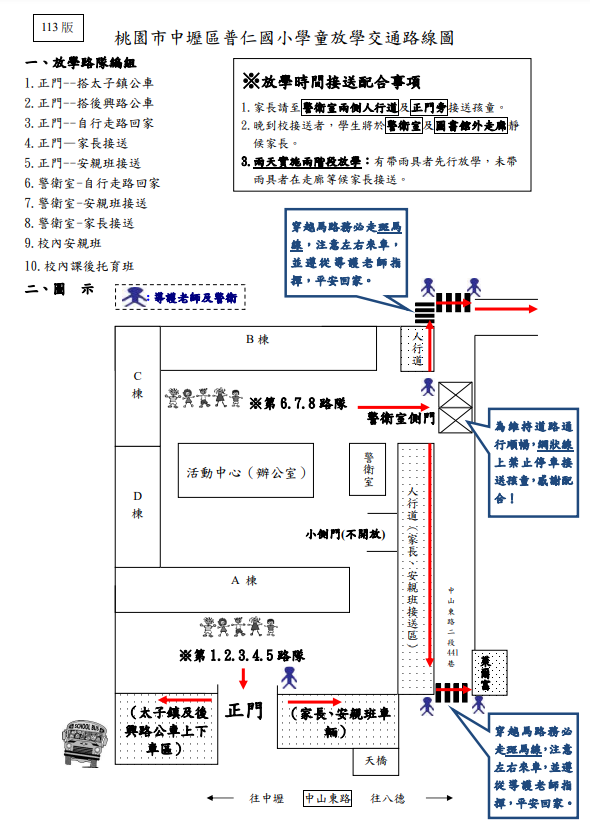 113 版
桃園市中壢區普仁國小學童放學交通路線圖
一、放學路隊編組
1.正門--搭太子鎮公車
2.正門--搭後興路公車
3.正門--自行走路回家
4.正門—家長接送
5.正門--安親班接送
6.警衛室-自行走路回家
7.警衛室-安親班接送
8.警衛室-家長接送
9.校內安親班
10.校內課後托育班
※放學時間接送配合事項
1.家長請至警衛室兩側人行道及正門旁接送孩童。
2.晚到校接送者，學生將於警衛室及圖書館外走廊靜
候家長。
3.雨天實施兩階段放學：有帶雨具者先行放學，未帶
雨具者在走廊等候家長接送。
二、圖　示
：導護老師及警衛
穿越馬路務必走斑馬
線，注意左右來車，
並遵從導護老師指
揮，平安回家。
B 棟
人行道
C
棟
※第 6.7.8 路隊
警衛室側門
為維持道路通
行順暢，網狀線
上禁止停車接
送孩童，感謝配
合！
活動中心（辦公室）
警衛室
人行道（家長、安親班接送區）
D
棟
小側門(不開放)
A 棟
中山東路二段441巷
※第 1.2.3.4.5 路隊
萊爾富
正門
（太子鎮及後
興路公車上下
車區）
（家長、安親班車
輛）
SCHOOL BUS
天橋
穿越馬路務必
走斑馬線，注意
左右來車，並遵
從導護老師指
揮，平安回家。
往中壢
中山東路
往八德